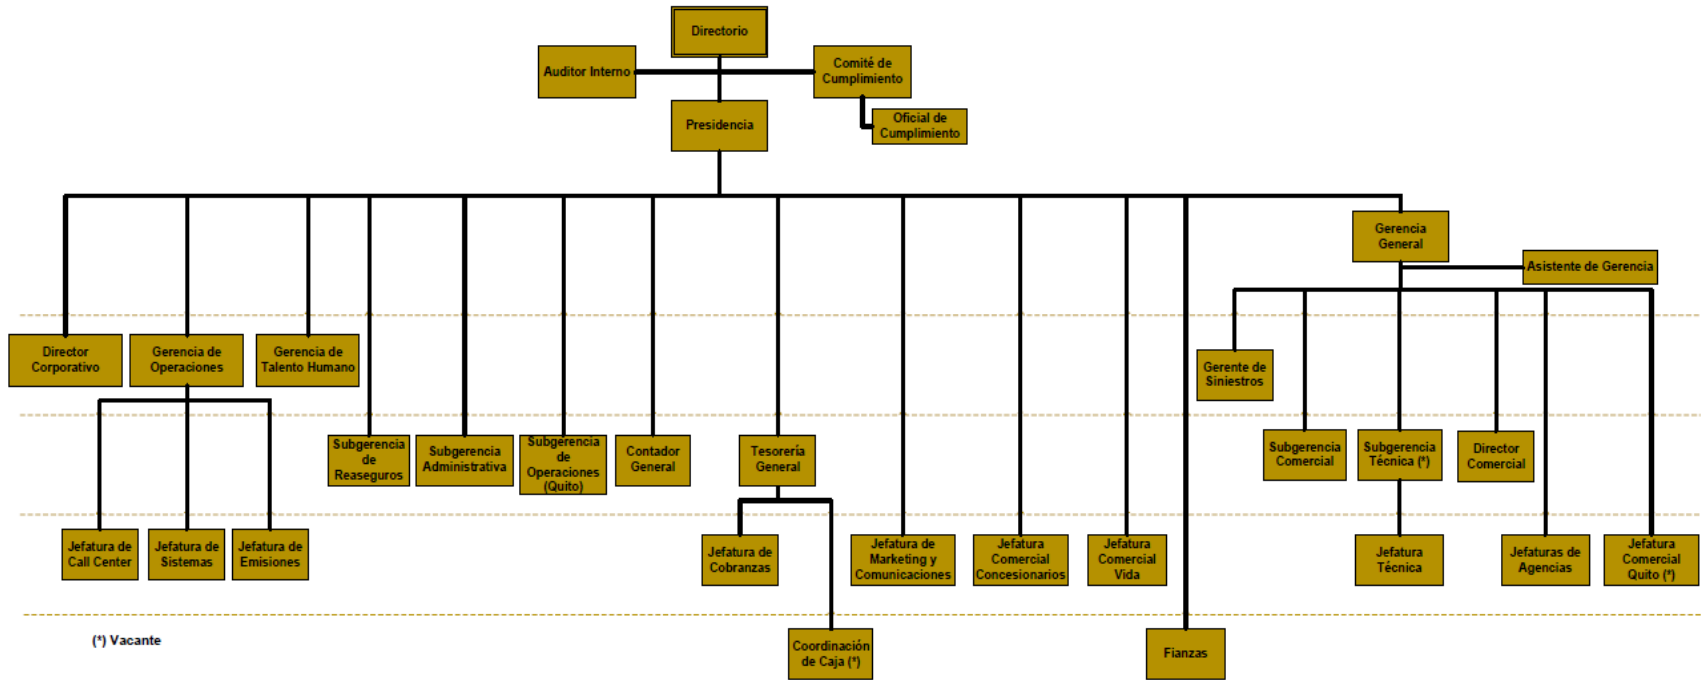 Directorio
Auditor Interno
Comité de
Cumplimiento
Oficial de
Cumplimiento
Presidencia
Gerencia
General
Asistente de Gerencia
Director
Corporativo
Gerencia de
Operaciones
Gerencia de
Talento Humano
Gerente de
Siniestros
Subgerencia
de
Reaseguros
Subgerencia
Administrativa
Subgerencia
de
Operaciones
(Quito)
Contador
General
Tesorería
General
Subgerencia
Comercial
Subgerencia
Técnica (*)
Director
Comercial
Jefatura de
Call Center
Jefatura de
Sistemas
Jefatura de
Emisiones
Jefatura de
Cobranzas
Jefatura de
Marketing y
Comunicaciones
Jefatura
Comercial
Concesionarios
Jefatura
Comercial
Vida
Jefatura
Técnica
Jefaturas de
Agencias
Jefatura
Comercial
Quito (*)
(*) Vacante
Coordinación
de Caja (*)
Fianzas